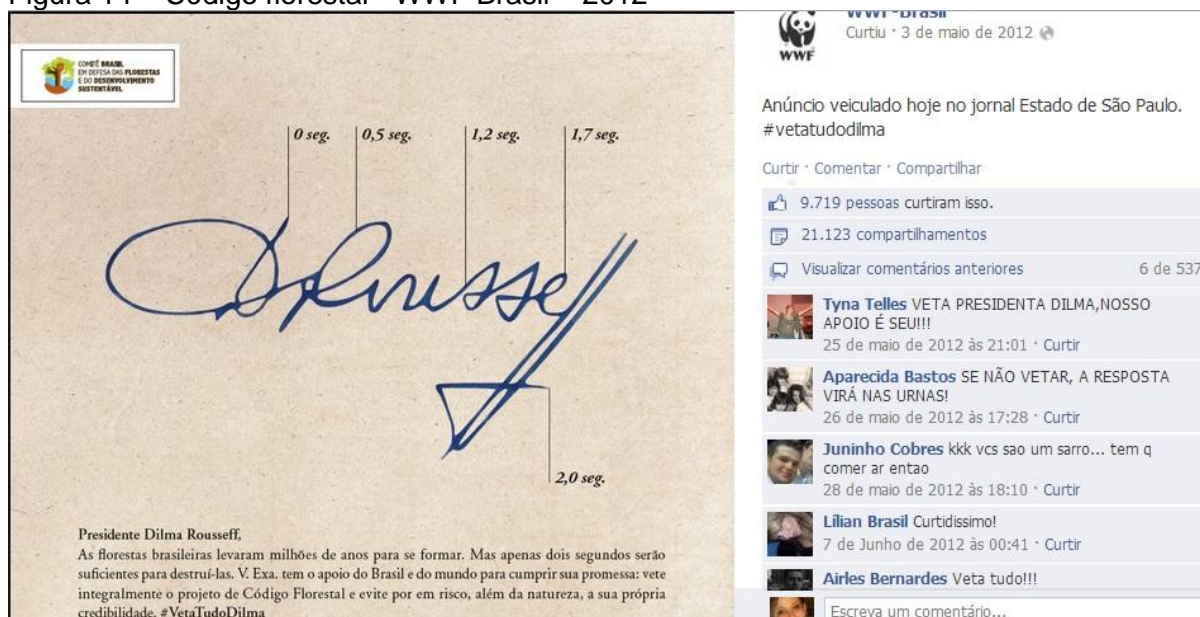 Figura 14 – Código florestal - WWF-Brasil – 2012
COMITÊ BRASIL
EM DEFESA DAS FLORESTAS
E DO DESENVOLVIMENTO
SUSTENTÁVEL
0 seg. 0,5 seg. 1,2 seg. 1,7 seg.
DRousseff
2,0 seg.
Presidente Dilma Rousseff,
As florestas brasileiras levaram milhões de anos para se formar. Mas apenas dois segundos serão
suficientes para destruí-las. V. Exa. tem o apoio do Brasil e do mundo para cumprir sua promessa: vete
integralmente o projeto de Código Florestal e evite por em risco, além da natureza, a sua própria
credibilidade. #VetaTudoDilma
WWF
WWF-Brasil
Curtiu · 3 de maio de 2012
Anúncio veiculado hoje no jornal Estado de São Paulo.
#vetatudodilma
Curtir · Comentar · Compartilhar
9.719 pessoas curtiram isso.
21.123 compartilhamentos
Visualizar comentários anteriores 6 de 537
Tyna Telles VETA PRESIDENTA DILMA,NOSSO
APOIO É SEU!!!
25 de maio de 2012 às 21:01 · Curtir
Aparecida Bastos SE NÃO VETAR, A RESPOSTA
VIRÁ NAS URNAS!
26 de maio de 2012 às 17:28 · Curtir
Juninho Cobres kkk vcs sao um sarro... tem q
comer ar entao
28 de maio de 2012 às 18:10 · Curtir
Lílian Brasil Curtidissimo!
7 de Junho de 2012 às 00:41 · Curtir
Airles Bernardes Veta tudo!!!
Escreva um comentário...